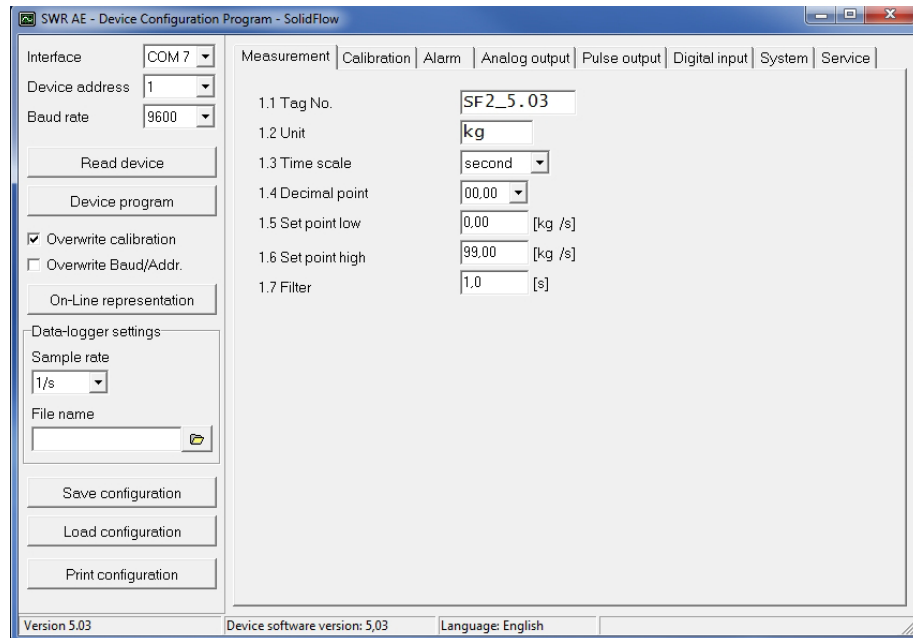 SWR AE - Device Configuration Program - SolidFlow
Interface COM 7
Device address 1
Baud rate 9600
Read device
Device program
Overwrite calibration
Overwrite Baud/Addr.
On-Line representation
Data-logger settings
Sample rate
1/s
File name
Save configuration
Load configuration
Print configuration
Measurement Calibration Alarm Analog output Pulse output Digital input System Service
1.1 Tag No. SF2_5.03
1.2 Unit kg
1.3 Time scale second
1.4 Decimal point 00,00
1.5 Set point low 0,00 [kg /s]
1.6 Set point high 99,00 [kg /s]
1.7 Filter 1,0 [s]
Version 5.03 Device software version: 5,03 Language: English